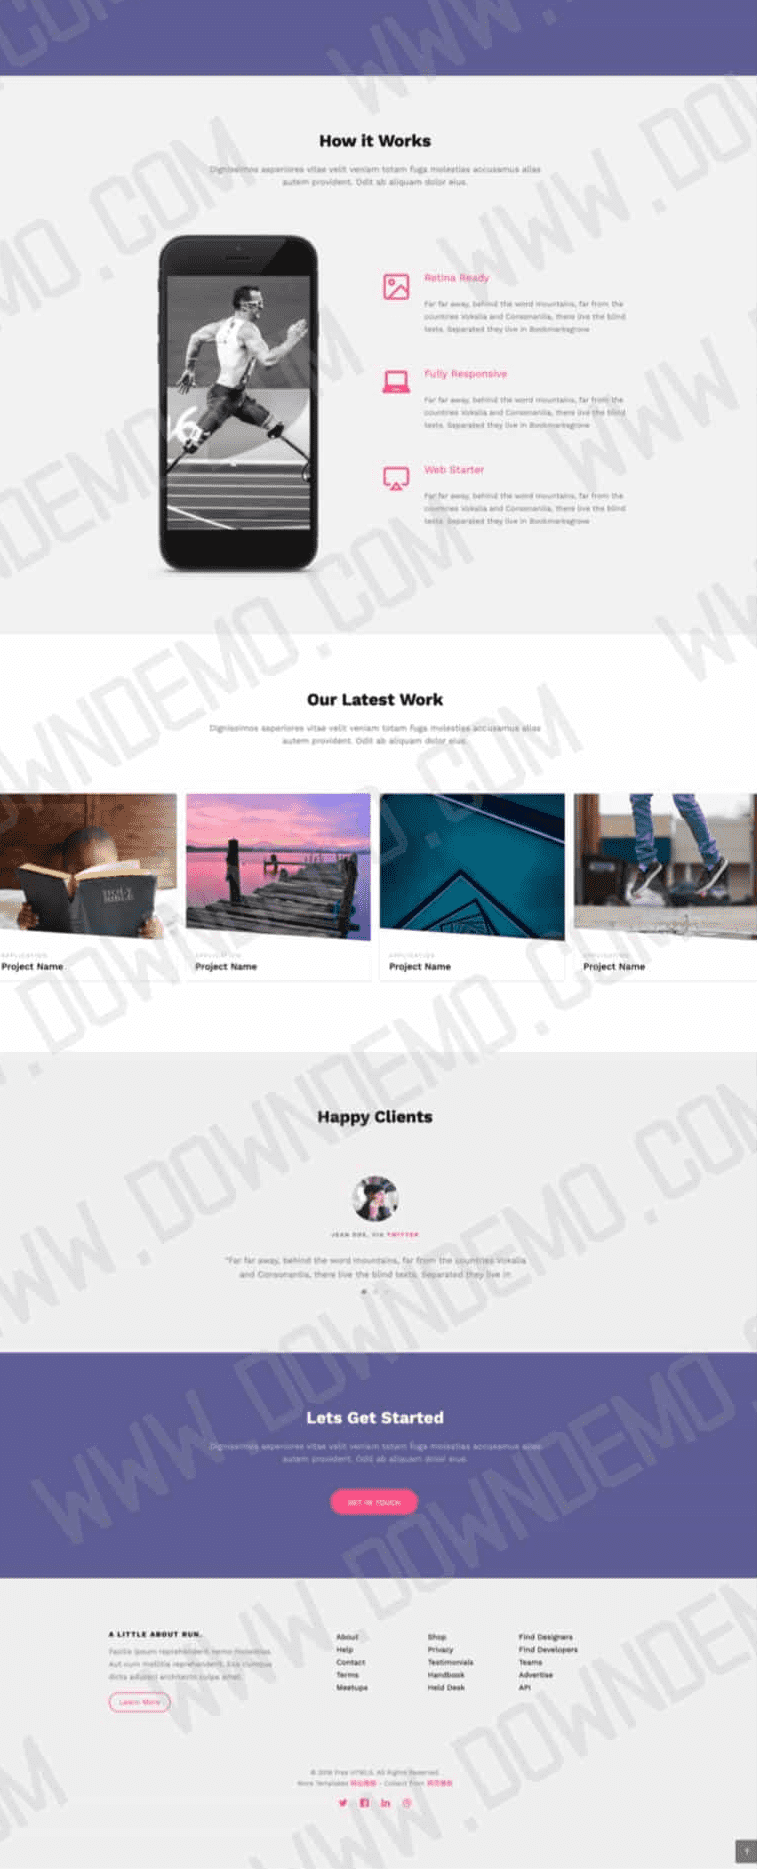 How it Works
Dignissimos asperiores vitae velit veniam totam fuga molestias accusamus alias
autem provident. Odit ab aliquam dolor eius.
Retina Ready
Far far away, behind the word mountains, far from the
countries Vokalia and Consonantia, there live the blind
texts. Separated they live in Bookmarksgrove
Fully Responsive
Far far away, behind the word mountains, far from the
countries Vokalia and Consonantia, there live the blind
texts. Separated they live in Bookmarksgrove
Web Starter
Far far away, behind the word mountains, far from the
countries Vokalia and Consonantia, there live the blind
texts. Separated they live in Bookmarksgrove
Our Latest Work
Dignissimos asperiores vitae velit veniam totam fuga molestias accusamus alias
autem provident. Odit ab aliquam dolor eius.
HOLY
BIBLE
APPLICATION
Project Name
APPLICATION
Project Name
APPLICATION
Project Name
APPLICATION
Project Name
Happy Clients
JEAN DOE, VIA TWITTER
"Far far away, behind the word mountains, far from the countries Vokalia
and Consonantia, there live the blind texts. Separated they live in
Lets Get Started
Dignissimos asperiores vitae velit veniam totam fuga molestias accusamus alias
autem provident. Odit ab aliquam dolor eius.
GET IN TOUCH
A LITTLE ABOUT RUN.
Facilis ipsum reprehenderit nemo molestias.
Aut cum mollitia reprehenderit. Eos cumque
dicta adipisci architecto culpa amet.
Learn More
About
Help
Contact
Terms
Meetups
Shop
Privacy
Testimonials
Handbook
Held Desk
Find Designers
Find Developers
Teams
Advertise
API
More Templates
WWW.DOWNDEMO.COM